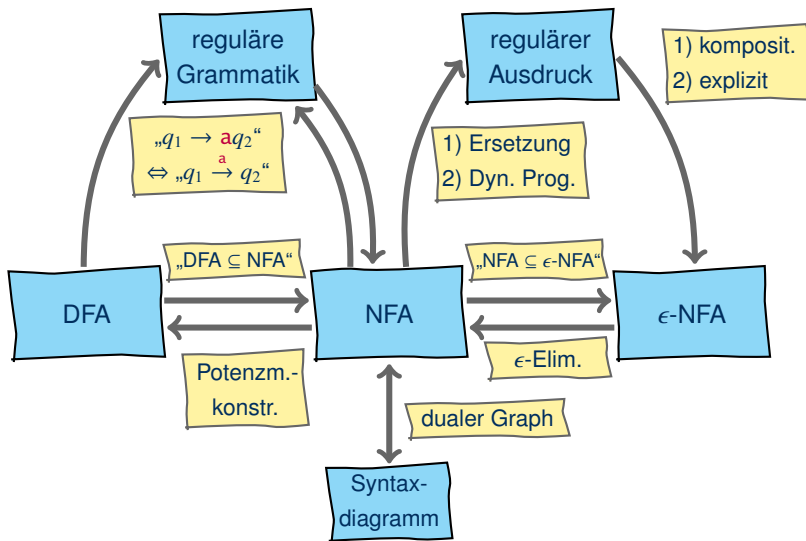 reguläre
Grammatik
regulärer
Ausdruck
1) komposit.
2) explizit
„q₁ → aq₂“
⇔ „q₁ →ᵃ q₂“
1) Ersetzung
2) Dyn. Prog.
„DFA ⊆ NFA“
„NFA ⊆ ϵ-NFA“
DFA
NFA
ϵ-NFA
Potenzm.-
konstr.
ϵ-Elim.
dualer Graph
Syntax-
diagramm